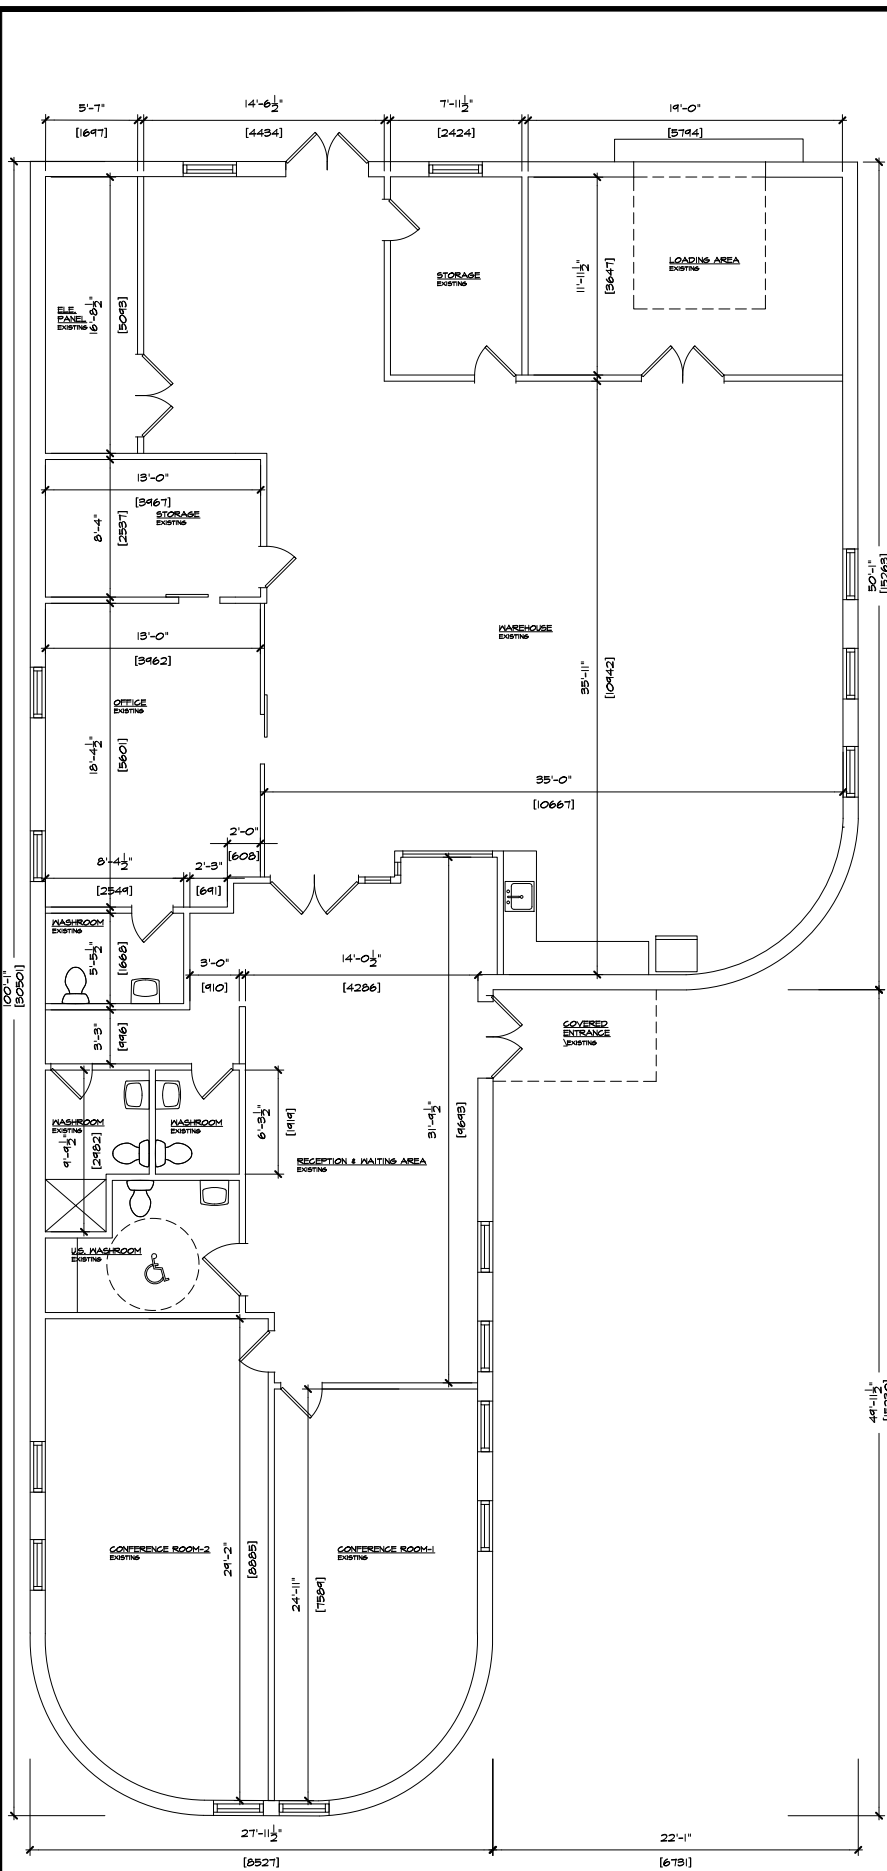 5'-7"
[1697]
14'-6½"
[4434]
7'-11½"
[2424]
19'-0"
[5794]
ELE.
PANEL
EXISTING
16'-8½"
[5093]
STORAGE
EXISTING
11'-11½"
[3647]
LOADING AREA
EXISTING
13'-0"
[3967]
STORAGE
EXISTING
8'-4"
[2537]
50'-1"
[15263]
13'-0"
[3962]
WAREHOUSE
EXISTING
35'-11"
[10942]
OFFICE
EXISTING
18'-4½"
[5601]
35'-0"
[10667]
2'-0"
[608]
8'-4½"
[2549]
2'-3"
[691]
WASHROOM
EXISTING
5'-5½"
[1668]
100'-1"
[30501]
3'-0"
[910]
14'-0½"
[4286]
3'-3"
[996]
COVERED
ENTRANCE
\EXISTING
WASHROOM
EXISTING
9'-9½"
[2982]
WASHROOM
EXISTING
6'-3½"
[1919]
31'-9½"
[9693]
RECEPTION & WAITING AREA
EXISTING
U.S. WASHROOM
EXISTING
49'-11½"
CONFERENCE ROOM-2
EXISTING
29'-2"
[8885]
CONFERENCE ROOM-1
EXISTING
24'-11"
[7589]
27'-11½"
[8527]
22'-1"
[6731]